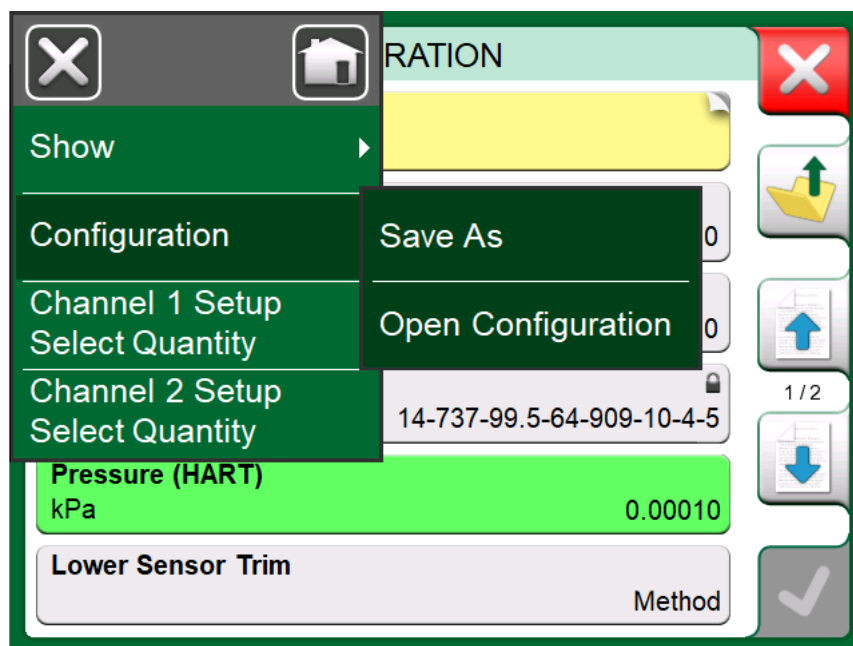 RATION
Show
0
Configuration
Save As
Channel 1 Setup
Select Quantity
Open Configuration
0
Channel 2 Setup
Select Quantity
14-737-99.5-64-909-10-4-5
1 / 2
Pressure (HART)
kPa
0.00010
Lower Sensor Trim
Method